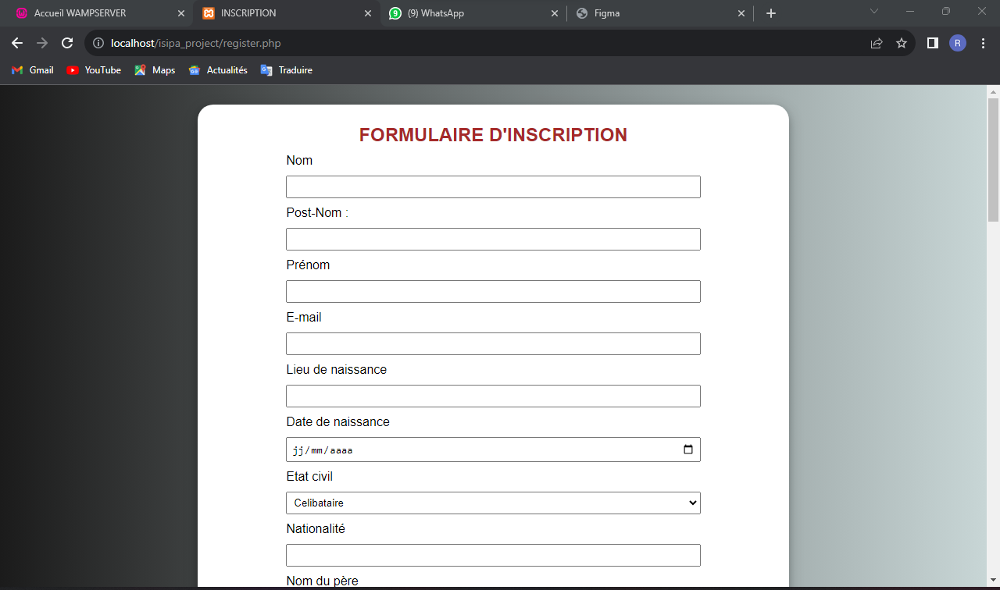 Accueil WAMPSERVER
INSCRIPTION
9 (9) WhatsApp
Figma
localhost/isipa_project/register.php
R
Gmail
YouTube
Maps
Actualités
Traduire
FORMULAIRE D'INSCRIPTION
Nom
Post-Nom :
Prénom
E-mail
Lieu de naissance
Date de naissance
jj/mm/aaaa
Etat civil
Celibataire
Nationalité
Nom du père